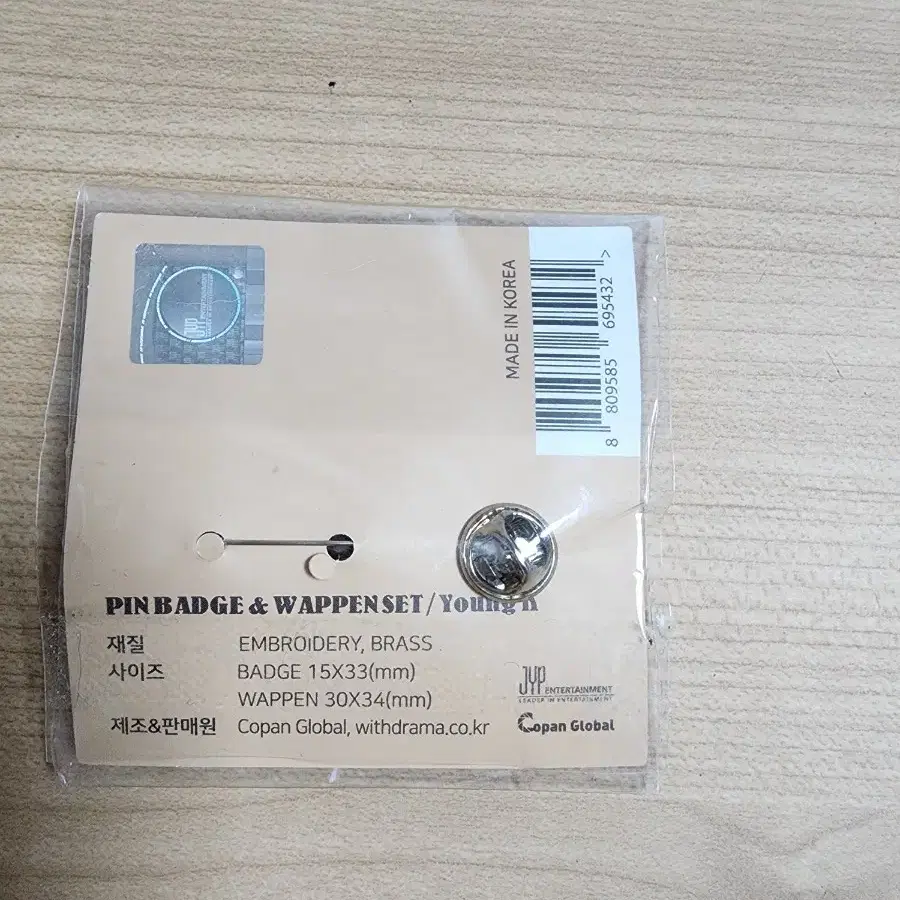 JYP ENTERTAINMENT
MADE IN KOREA
8 809585 695432 >
PIN BADGE & WAPPEN SET / Young K
재질 EMBROIDERY, BRASS
사이즈 BADGE 15X33(mm)
WAPPEN 30X34(mm)
제조&판매원 Copan Global, withdrama.co.kr
JYP ENTERTAINMENT
LEADER IN ENTERTAINMENT
Copan Global